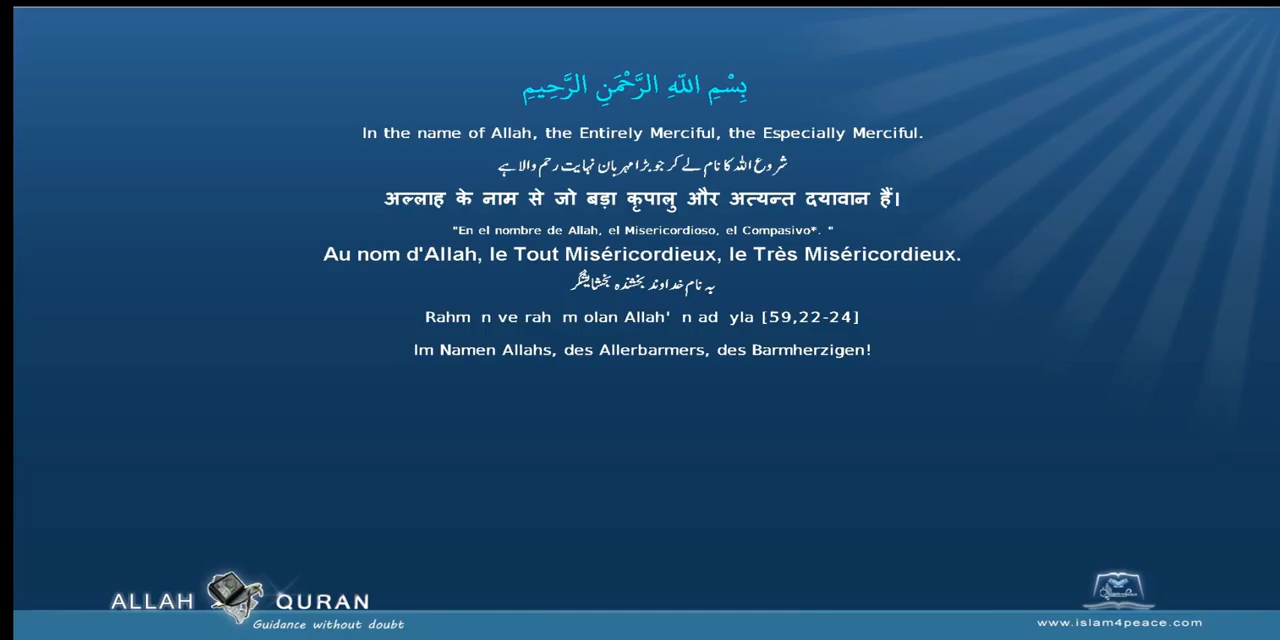 بِسْمِ اللّهِ الرَّحْمَنِ الرَّحِيمِ
In the name of Allah, the Entirely Merciful, the Especially Merciful.
شروع اللہ کا نام لے کر جو بڑا مہربان نہایت رحم والا ہے
अल्लाह के नाम से जो बड़ा कृपालु और अत्यन्त दयावान हैं।
"En el nombre de Allah, el Misericordioso, el Compasivo*. "
Au nom d'Allah, le Tout Miséricordieux, le Très Miséricordieux.
به نام خداوند بخشنده بخشایشگر
Rahm n ve rah m olan Allah' n ad yla [59,22-24]
Im Namen Allahs, des Allerbarmers, des Barmherzigen!
ALLAH QURAN
Guidance without doubt
www.islam4peace.com